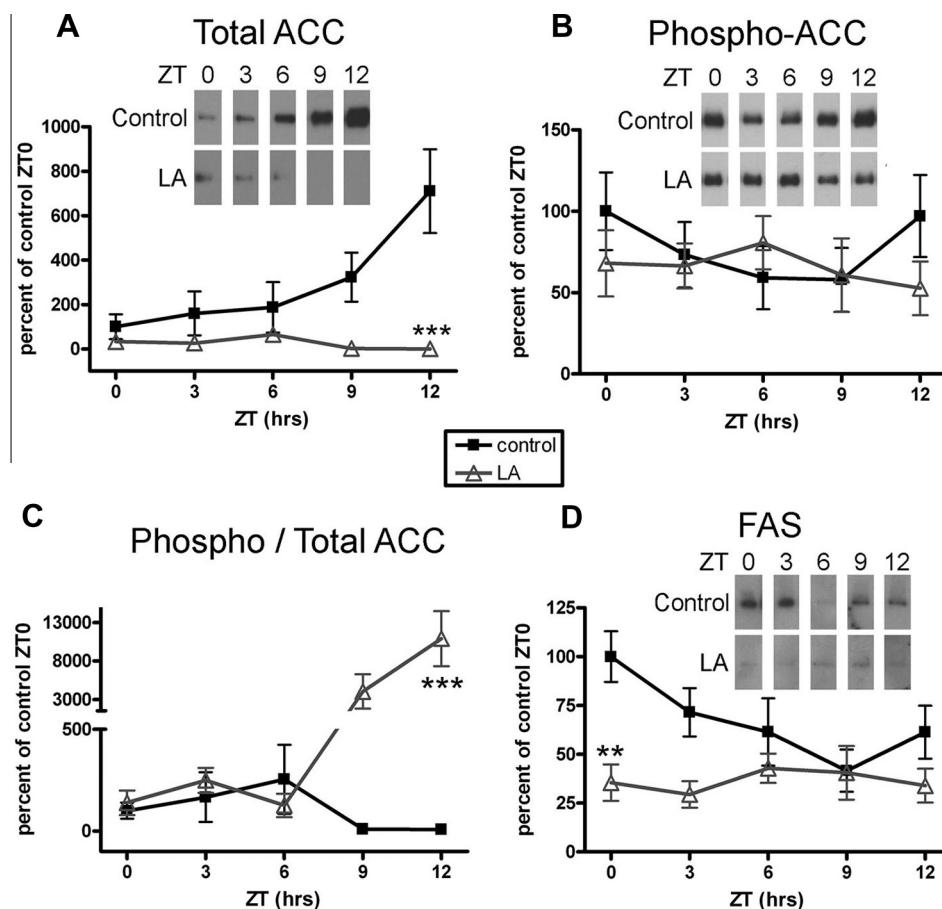 A
Total ACC
ZT 0 3 6 9 12
Control
LA
percent of control ZT0
1000
800
600
400
200
0
0 3 6 9 12
ZT (hrs)
***
B
Phospho-ACC
ZT 0 3 6 9 12
Control
LA
percent of control ZT0
150
100
50
0
0 3 6 9 12
ZT (hrs)
control
LA
C
Phospho / Total ACC
percent of control ZT0
13000
8000
3000
500
0
0 3 6 9 12
ZT (hrs)
***
D
FAS
ZT 0 3 6 9 12
Control
LA
percent of control ZT0
125
100
75
50
25
0
0 3 6 9 12
ZT (hrs)
**